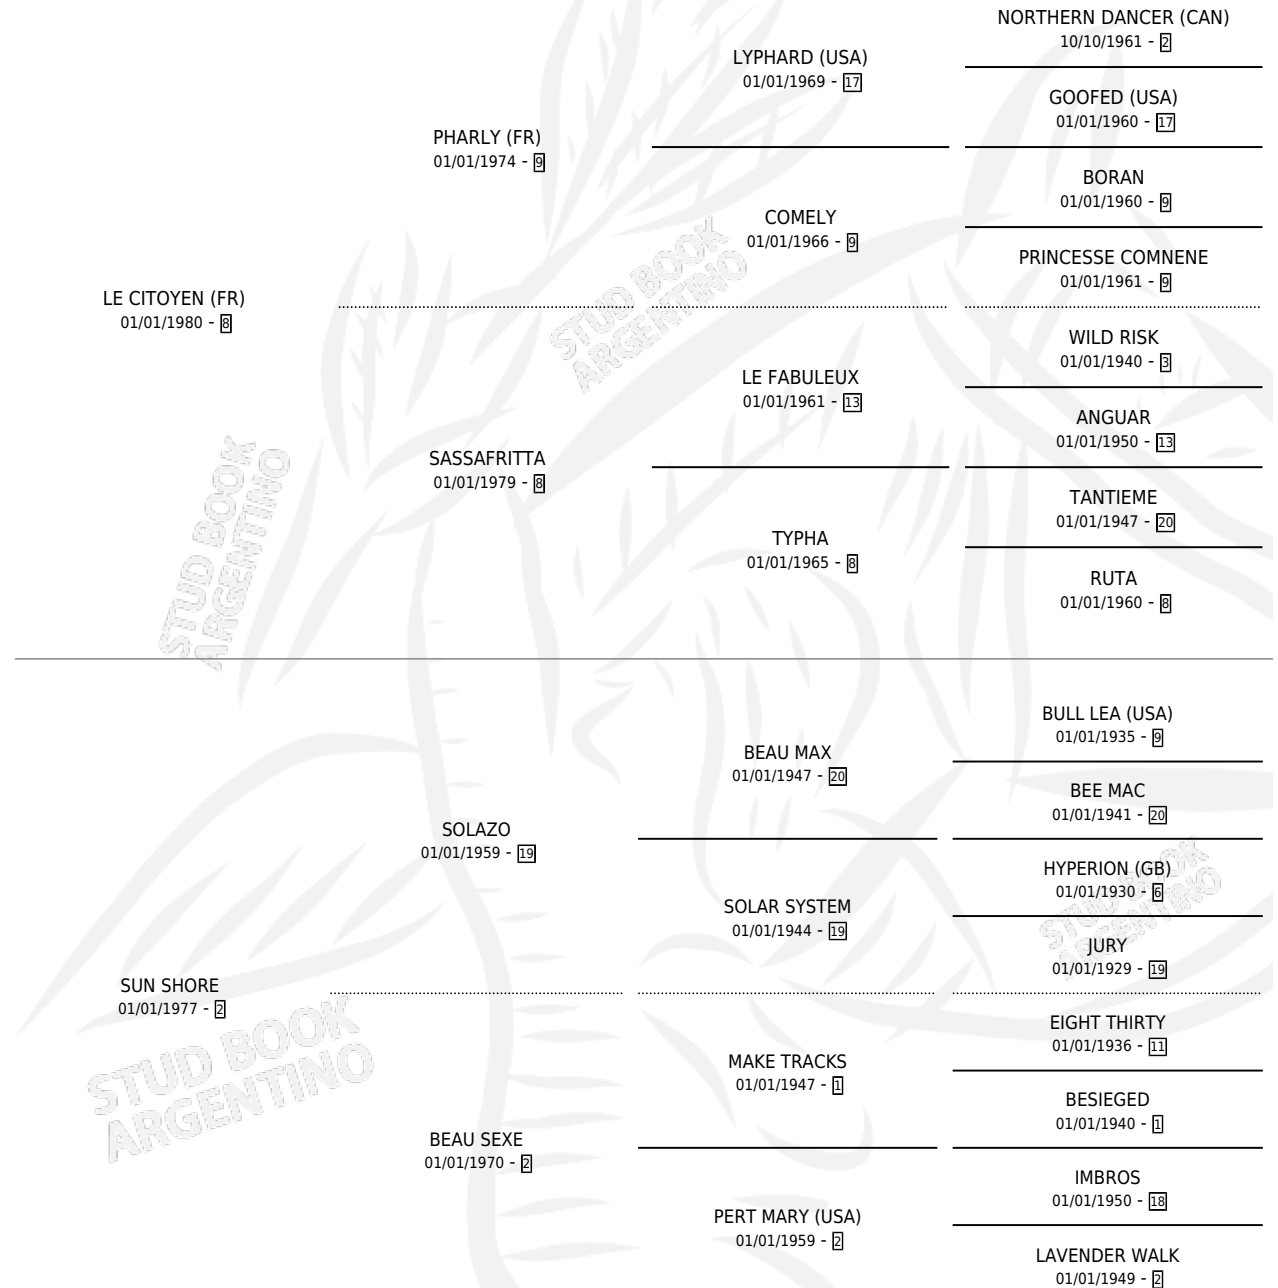 NORTHERN DANCER (CAN)
10/10/1961 - 2
LYPHARD (USA)
01/01/1969 - 17
GOOFED (USA)
01/01/1960 - 17
PHARLY (FR)
01/01/1974 - 9
BORAN
01/01/1960 - 9
COMELY
01/01/1966 - 9
PRINCESSE COMNENE
01/01/1961 - 9
LE CITOYEN (FR)
01/01/1980 - 8
STUD BOOK
ARGENTINO
WILD RISK
01/01/1940 - 3
LE FABULEUX
01/01/1961 - 13
ANGUAR
01/01/1950 - 13
SASSAFRITTA
01/01/1979 - 8
TANTIEME
01/01/1947 - 20
TYPHA
01/01/1965 - 8
RUTA
01/01/1960 - 8
STUD BOOK
ARGENTINO
BULL LEA (USA)
01/01/1935 - 9
BEAU MAX
01/01/1947 - 20
BEE MAC
01/01/1941 - 20
SOLAZO
01/01/1959 - 19
HYPERION (GB)
01/01/1930 - 6
SOLAR SYSTEM
01/01/1944 - 19
STUD BOOK
ARGENTINO
JURY
01/01/1929 - 19
SUN SHORE
01/01/1977 - 2
EIGHT THIRTY
01/01/1936 - 11
MAKE TRACKS
01/01/1947 - 1
BESIEGED
01/01/1940 - 1
STUD BOOK
ARGENTINO
BEAU SEXE
01/01/1970 - 2
IMBROS
01/01/1950 - 18
PERT MARY (USA)
01/01/1959 - 2
LAVENDER WALK
01/01/1949 - 2